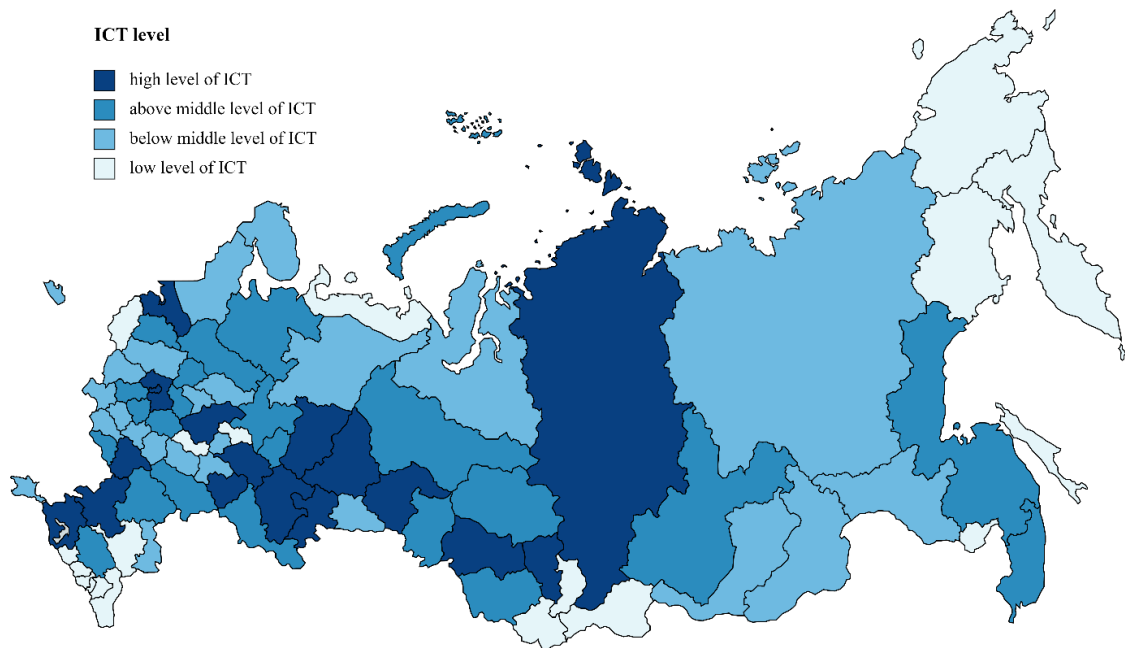 ICT level
high level of ICT
above middle level of ICT
below middle level of ICT
low level of ICT